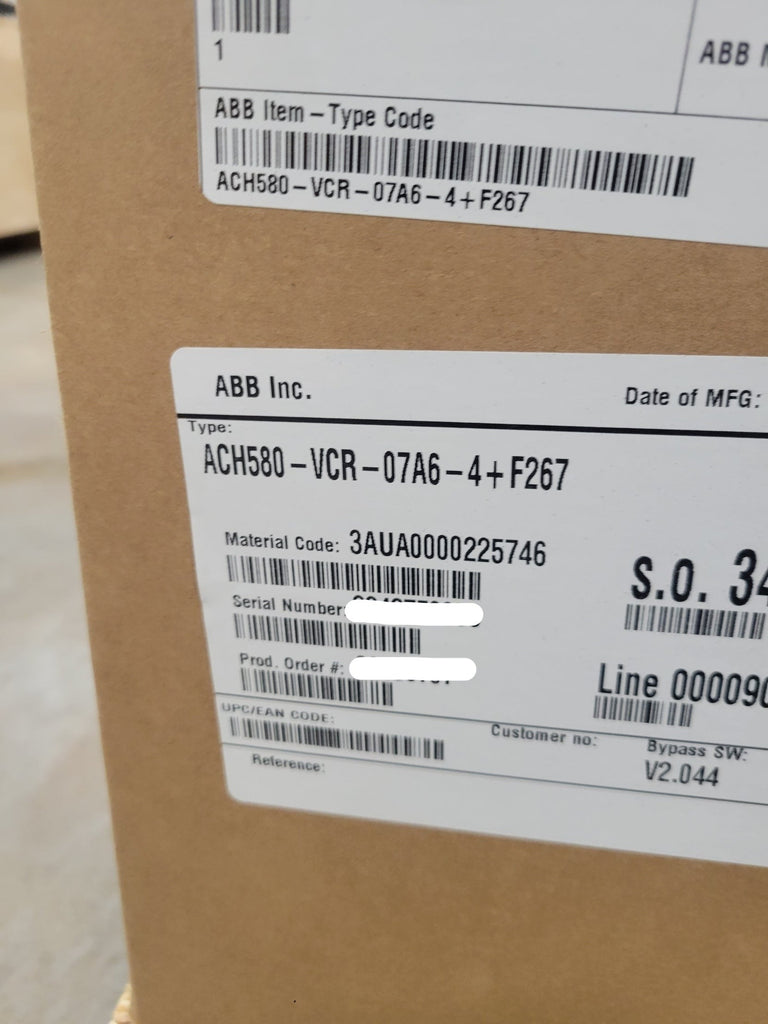 1
ABB
ABB Item-Type Code
ACH580-VCR-07A6-4+F267
ABB Inc.
Date of MFG:
Type:
ACH580-VCR-07A6-4+F267
Material Code: 3AUA0000225746
S.O. 34
Serial Number:
Prod. Order #:
Line 000090
UPC/EAN CODE:
Customer no:
Bypass SW:
V2.044
Reference: